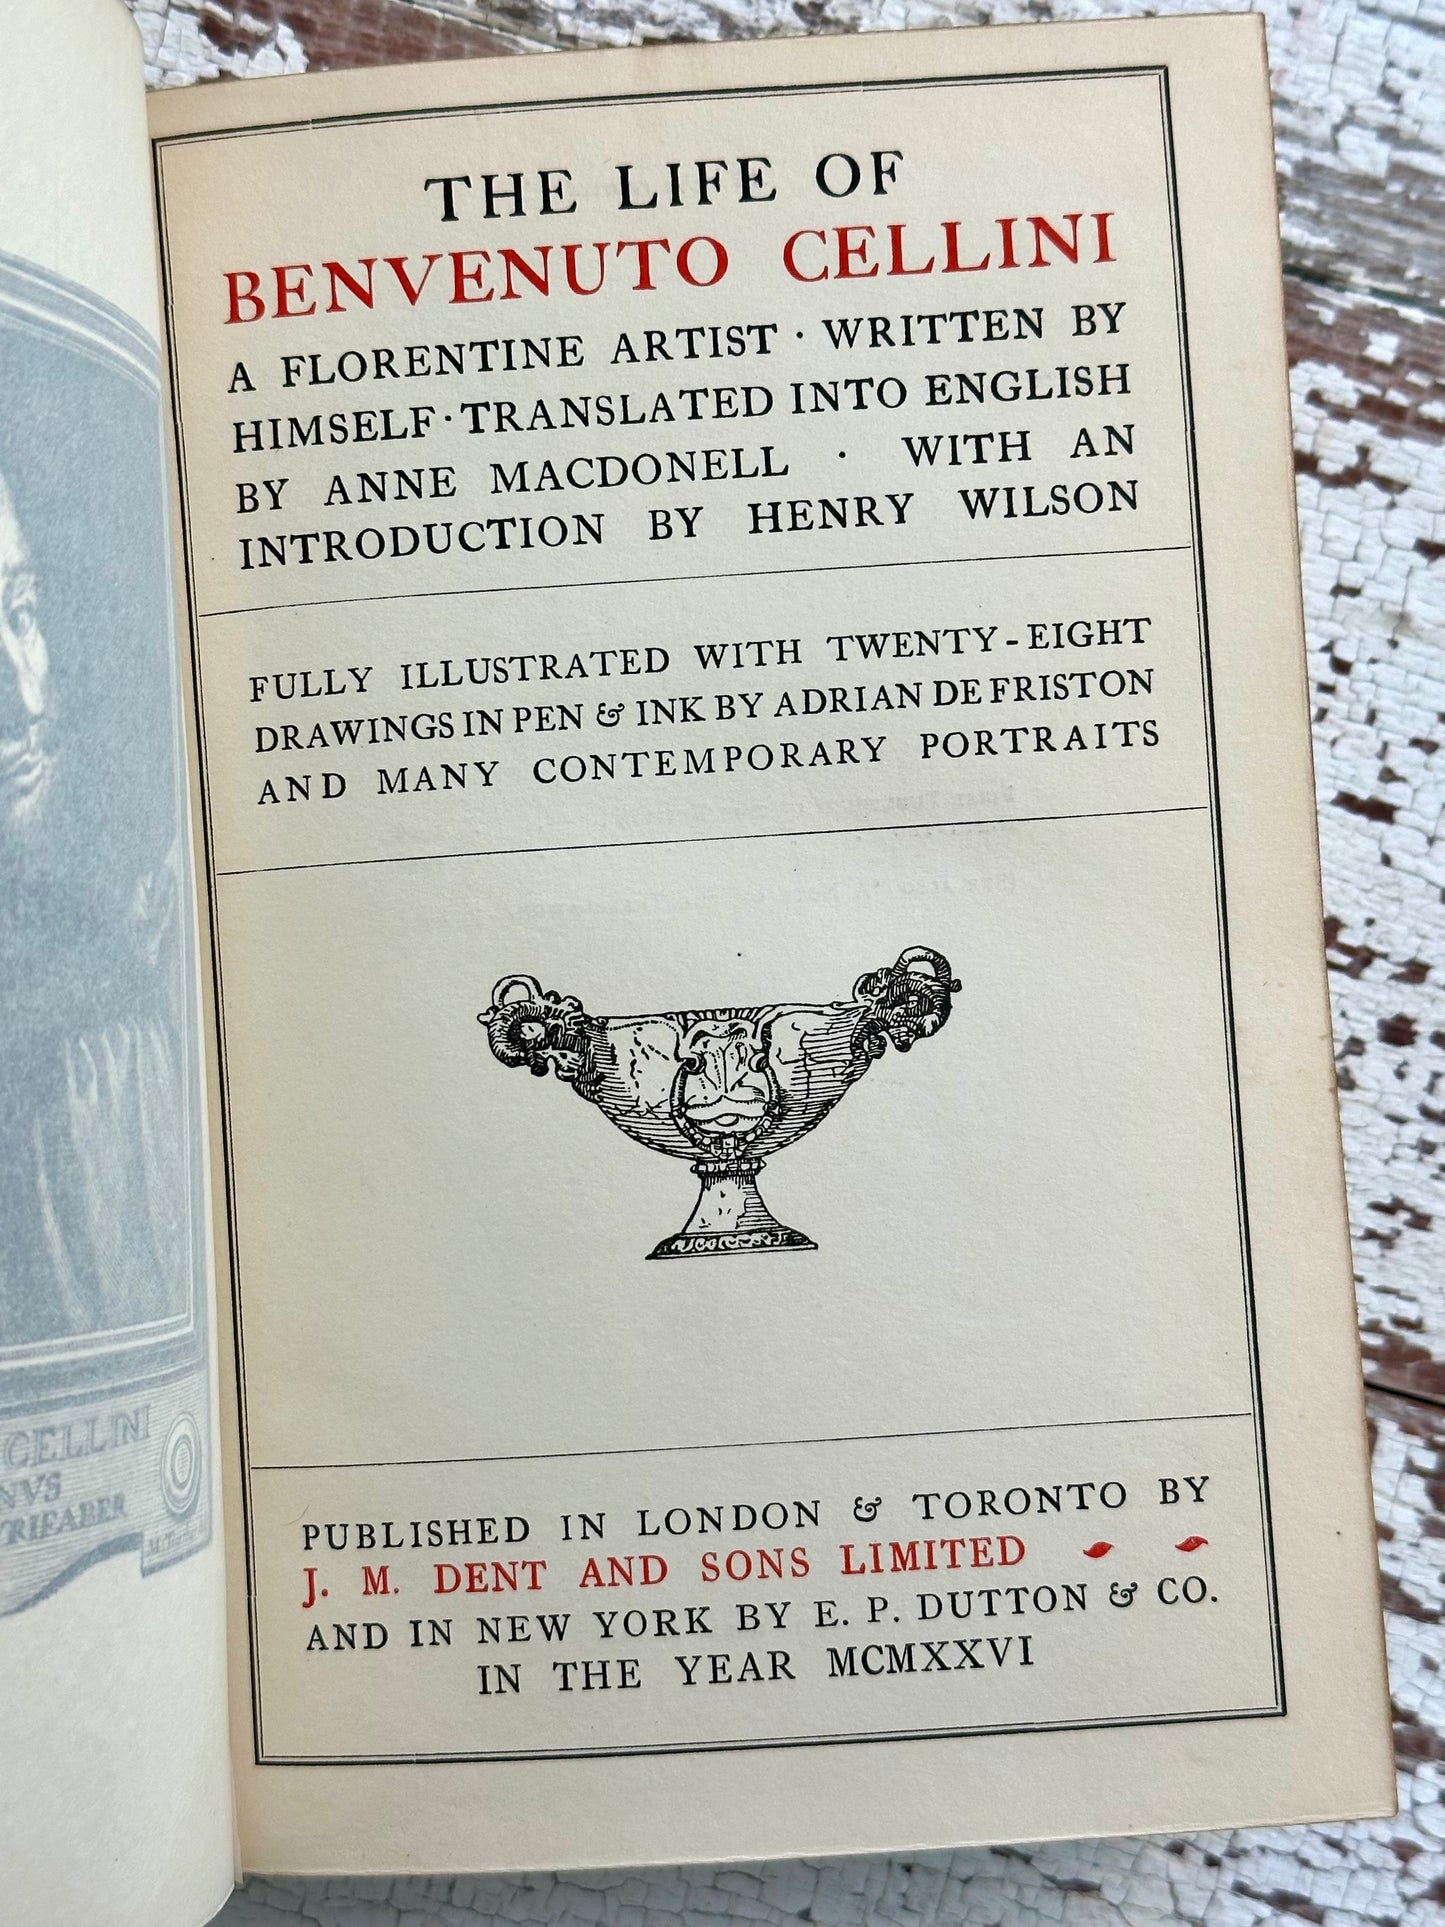 THE LIFE OF
BENVENUTO CELLINI
A FLORENTINE ARTIST · WRITTEN BY
HIMSELF · TRANSLATED INTO ENGLISH
BY ANNE MACDONELL · WITH AN
INTRODUCTION BY HENRY WILSON
FULLY ILLUSTRATED WITH TWENTY-EIGHT
DRAWINGS IN PEN & INK BY ADRIAN DE FRISTON
AND MANY CONTEMPORARY PORTRAITS
PUBLISHED IN LONDON & TORONTO BY
J. M. DENT AND SONS LIMITED
AND IN NEW YORK BY E. P. DUTTON & CO.
IN THE YEAR MCMXXVI
CELLINI
NVS
RIFABER